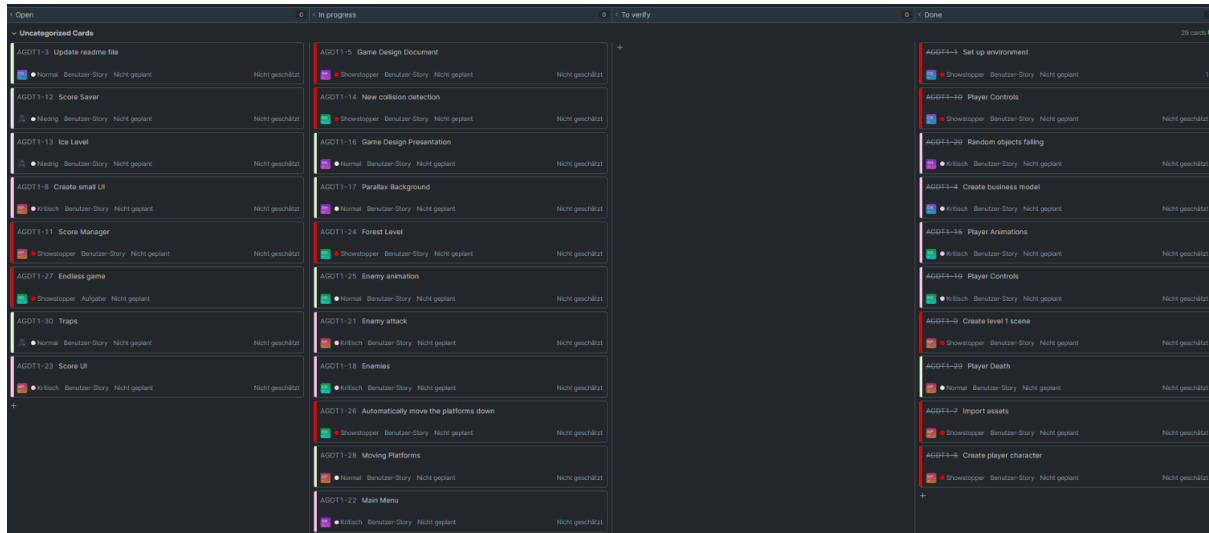 Open 0
In progress 0
To verify 0
Done
Uncategorized Cards
29 cards
AGDT1-3 Update readme file
Normal Benutzer-Story Nicht geplant Nicht geschätzt
AGDT1-12 Score Saver
Niedrig Benutzer-Story Nicht geplant Nicht geschätzt
AGDT1-13 Ice Level
Niedrig Benutzer-Story Nicht geplant Nicht geschätzt
AGDT1-8 Create small UI
Kritisch Benutzer-Story Nicht geplant Nicht geschätzt
AGDT1-11 Score Manager
Showstopper Benutzer-Story Nicht geplant Nicht geschätzt
AGDT1-27 Endless game
Showstopper Aufgabe Nicht geplant
AGDT1-30 Traps
Normal Benutzer-Story Nicht geplant Nicht geschätzt
AGDT1-23 Score UI
Kritisch Benutzer-Story Nicht geplant Nicht geschätzt
+
AGDT1-5 Game Design Document
Showstopper Benutzer-Story Nicht geplant Nicht geschätzt
AGDT1-14 New collision detection
Showstopper Benutzer-Story Nicht geplant Nicht geschätzt
AGDT1-16 Game Design Presentation
Normal Benutzer-Story Nicht geplant Nicht geschätzt
AGDT1-17 Parallax Background
Normal Benutzer-Story Nicht geplant Nicht geschätzt
AGDT1-24 Forest Level
Showstopper Benutzer-Story Nicht geplant Nicht geschätzt
AGDT1-25 Enemy animation
Normal Benutzer-Story Nicht geplant Nicht geschätzt
AGDT1-21 Enemy attack
Kritisch Benutzer-Story Nicht geplant Nicht geschätzt
AGDT1-18 Enemies
Kritisch Benutzer-Story Nicht geplant Nicht geschätzt
AGDT1-26 Automatically move the platforms down
Showstopper Benutzer-Story Nicht geplant Nicht geschätzt
AGDT1-28 Moving Platforms
Normal Benutzer-Story Nicht geplant Nicht geschätzt
AGDT1-22 Main Menu
Kritisch Benutzer-Story Nicht geplant Nicht geschätzt
+
AGDT1-1 Set up environment
Showstopper Benutzer-Story Nicht geplant
AGDT1-10 Player Controls
Showstopper Benutzer-Story Nicht geplant Nicht geschätzt
AGDT1-20 Random objects falling
Kritisch Benutzer-Story Nicht geplant Nicht geschätzt
AGDT1-4 Create business model
Kritisch Benutzer-Story Nicht geplant Nicht geschätzt
AGDT1-15 Player Animations
Kritisch Benutzer-Story Nicht geplant Nicht geschätzt
AGDT1-19 Player Controls
Kritisch Benutzer-Story Nicht geplant Nicht geschätzt
AGDT1-9 Create level 1 scene
Showstopper Benutzer-Story Nicht geplant Nicht geschätzt
AGDT1-29 Player Death
Normal Benutzer-Story Nicht geplant Nicht geschätzt
AGDT1-7 Import assets
Showstopper Benutzer-Story Nicht geplant Nicht geschätzt
AGDT1-6 Create player character
Showstopper Benutzer-Story Nicht geplant Nicht geschätzt
+